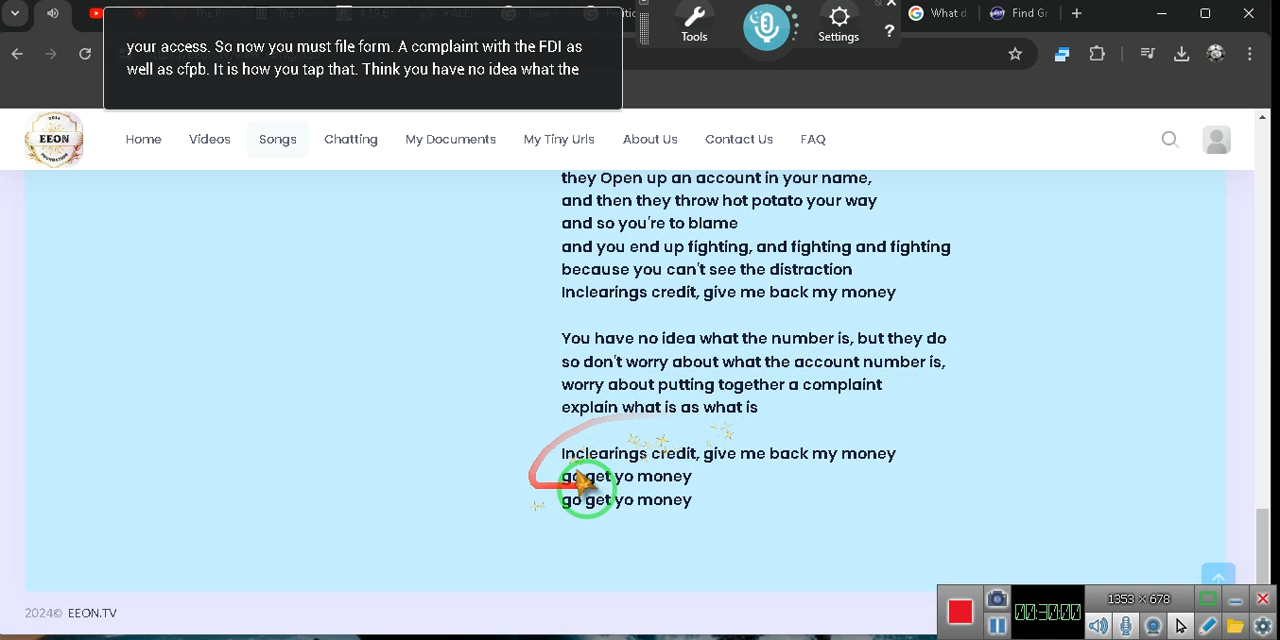 your access. So now you must file form. A complaint with the FDI as
well as cfpb. It is how you tap that. Think you have no idea what the
Tools
Settings
?
What d
Find Gr
EEON
FOUNDATION
Home
Videos
Songs
Chatting
My Documents
My Tiny Urls
About Us
Contact Us
FAQ
they Open up an account in your name,
and then they throw hot potato your way
and so you're to blame
and you end up fighting, and fighting and fighting
because you can't see the distraction
Inclearings credit, give me back my money
You have no idea what the number is, but they do
so don't worry about what the account number is,
worry about putting together a complaint
explain what is as what is
Inclearings credit, give me back my money
go get yo money
go get yo money
2024© EEON.TV
1353 × 678
00:30:00